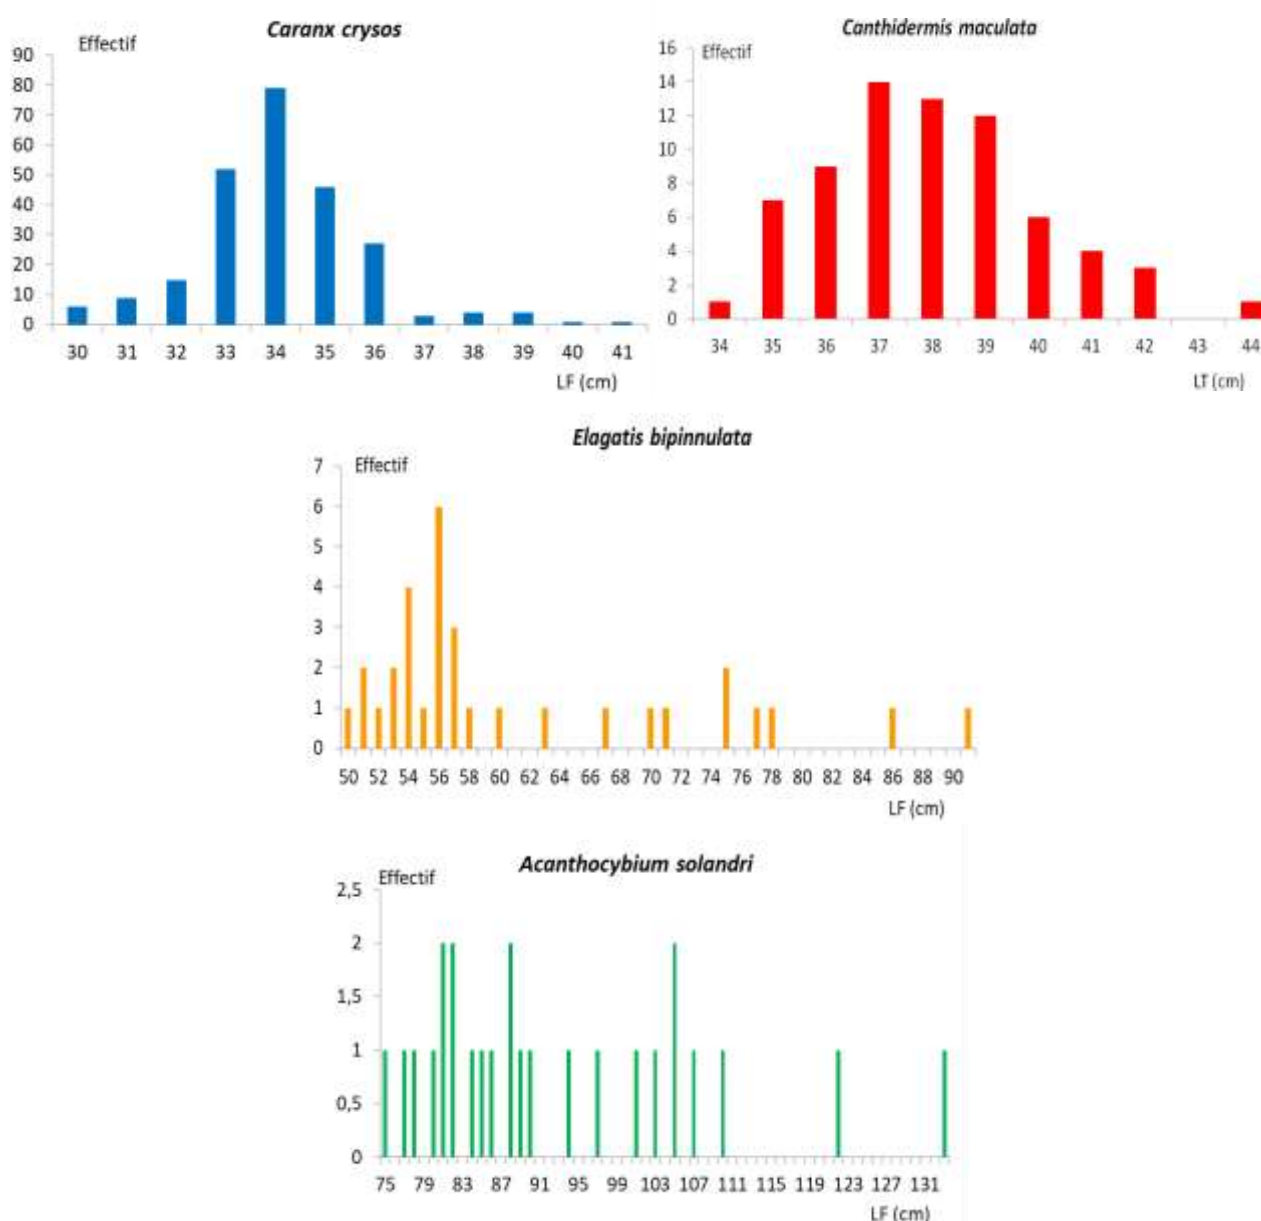 Caranx crysos
Effectif
90
80
70
60
50
40
30
20
10
0
30 31 32 33 34 35 36 37 38 39 40 41
LF (cm)
Canthidermis maculata
Effectif
16
14
12
10
8
6
4
2
0
34 35 36 37 38 39 40 41 42 43 44
LT (cm)
Elagatis bipinnulata
Effectif
7
6
5
4
3
2
1
0
50 52 54 56 58 60 62 64 66 68 70 72 74 76 78 80 82 84 86 88 90
LF (cm)
Acanthocybium solandri
Effectif
2,5
2
1,5
1
0,5
0
75 79 83 87 91 95 99 103 107 111 115 119 123 127 131
LF (cm)